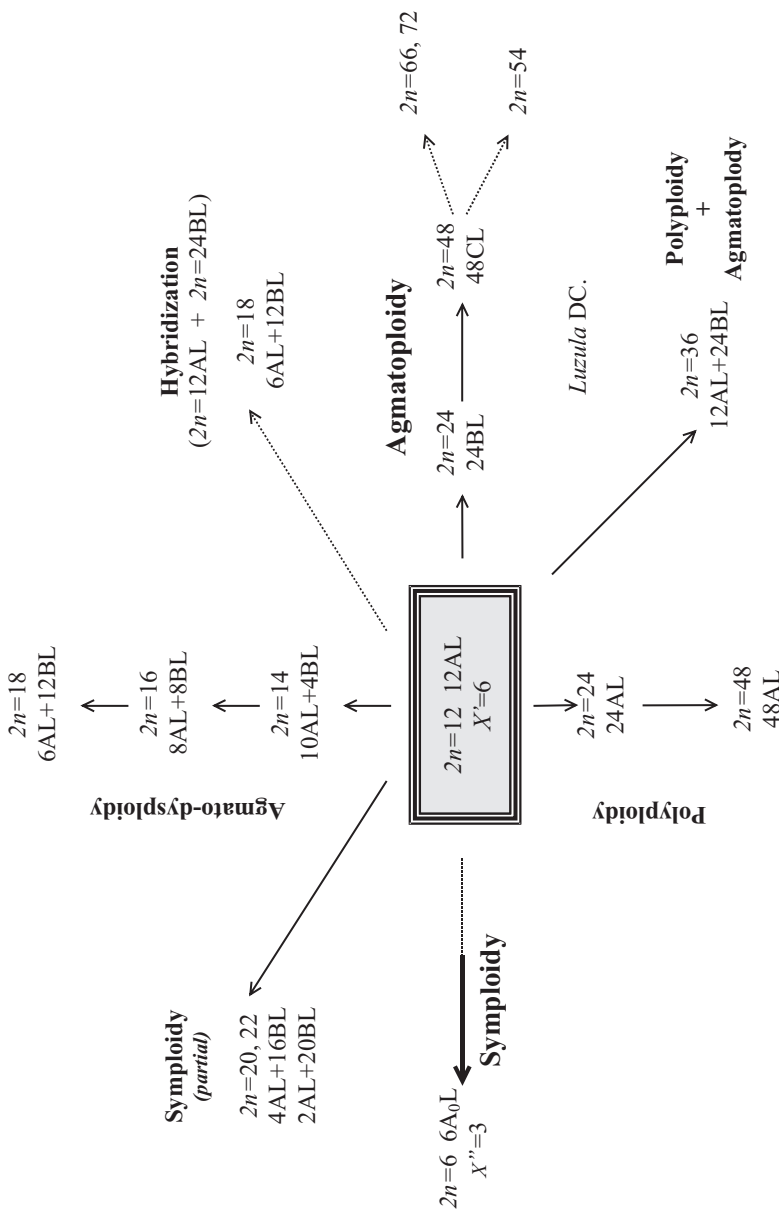 2n=18
6AL+12BL
2n=16
8AL+8BL
2n=14
10AL+4BL
Agmato-dysploidy
Symploidy
(partial)
2n=20, 22
4AL+16BL
2AL+20BL
Hybridization
(2n=12AL + 2n=24BL)
2n=18
6AL+12BL
2n=6 6A₀L
X''=3
Symploidy
2n=12 12AL
X'=6
Agmatoploidy
2n=24
24BL
2n=48
48CL
2n=66, 72
2n=54
Luzula DC.
Polyploidy
2n=24
24AL
2n=48
48AL
2n=36
12AL+24BL
Polyploidy
+
Agmatoplody